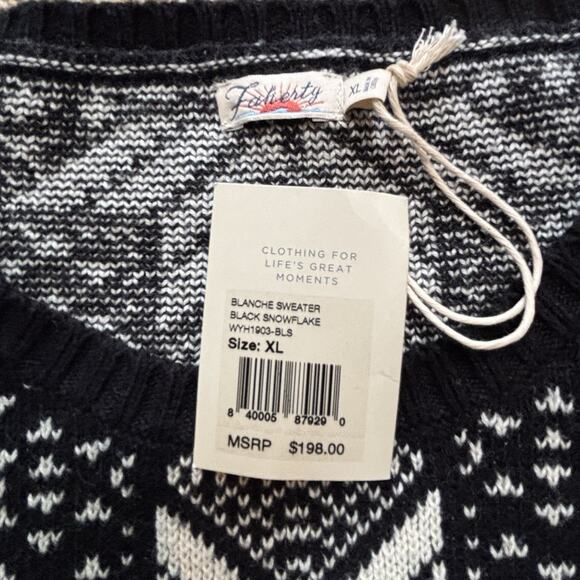 Faherty
XL
CLOTHING FOR
LIFE'S GREAT
MOMENTS
BLANCHE SWEATER
BLACK SNOWFLAKE
WYH1903-BLS
Size: XL
8 40005 87929 0
MSRP $198.00